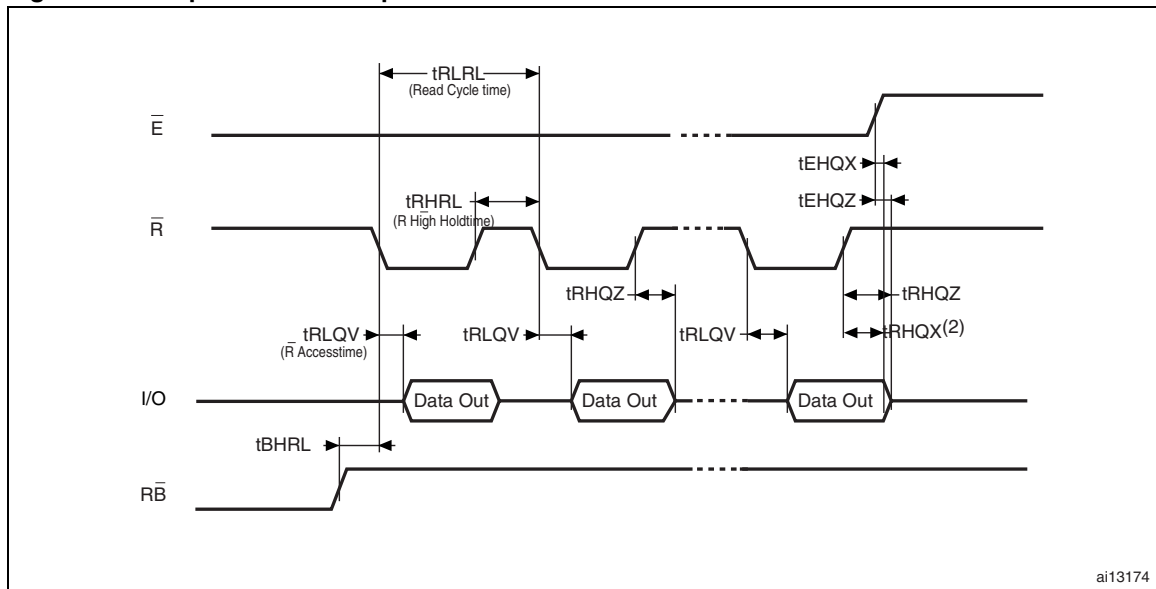 tRLRL
(Read Cycle time)
E̅
tEHQX
tRHRL
(R High Holdtime)
tEHQZ
R̅
tRHQZ
tRHQZ
tRLQV
(R̅ Accesstime)
tRLQV
tRLQV
tRHQX(2)
I/O
Data Out
Data Out
Data Out
tBHRL
RB̅
ai13174